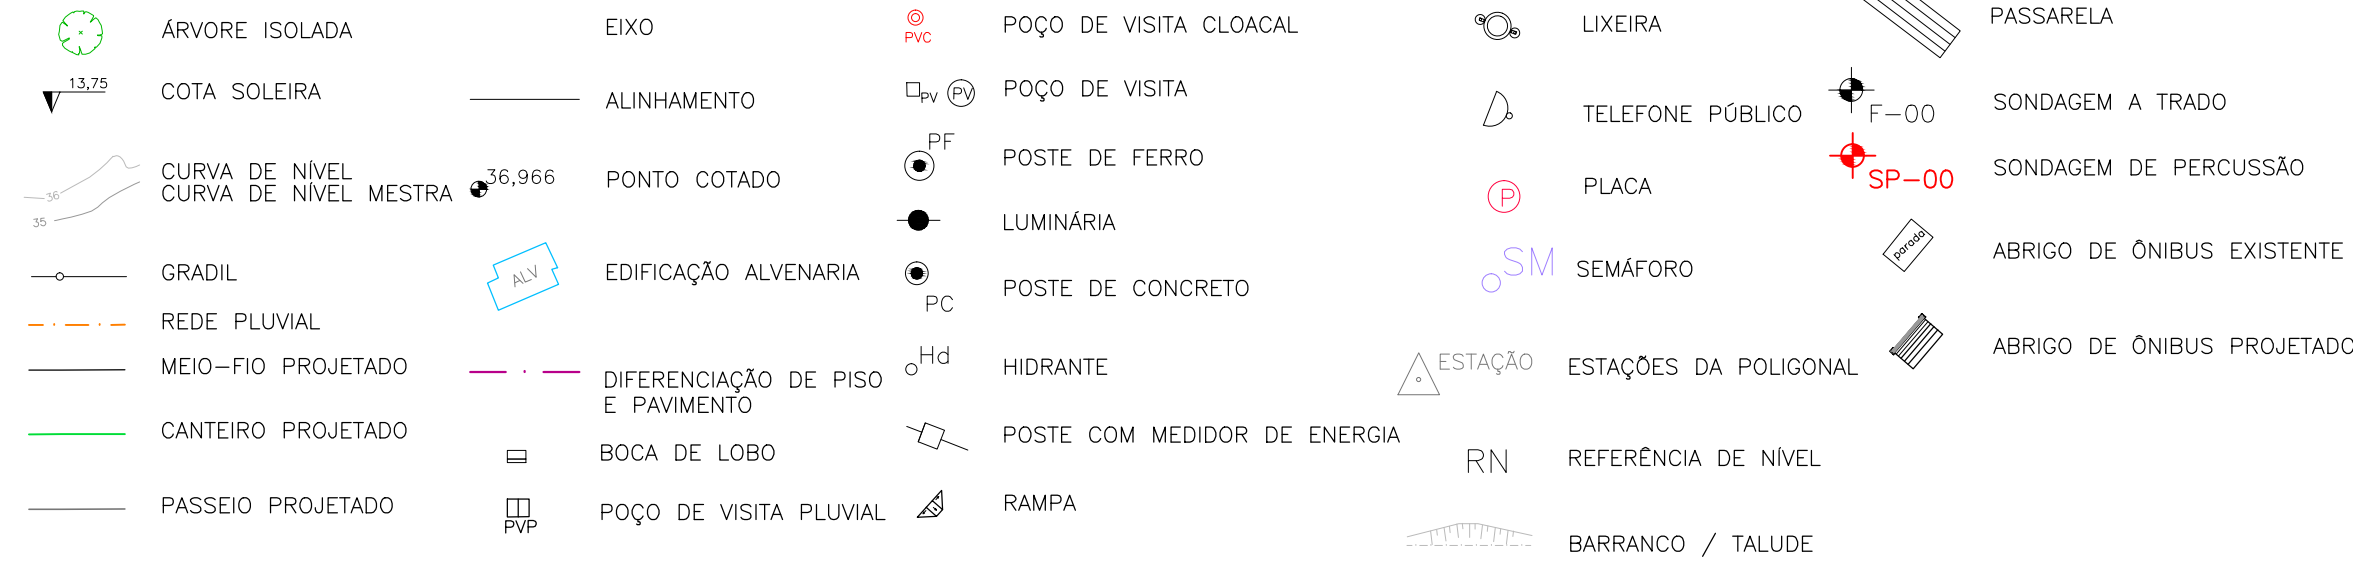 ÁRVORE ISOLADA
13,75
COTA SOLEIRA
CURVA DE NÍVEL
CURVA DE NÍVEL MESTRA
36
35
GRADIL
REDE PLUVIAL
MEIO-FIO PROJETADO
CANTEIRO PROJETADO
PASSEIO PROJETADO
EIXO
ALINHAMENTO
36,966
PONTO COTADO
ALV
EDIFICAÇÃO ALVENARIA
DIFERENCIAÇÃO DE PISO
E PAVIMENTO
BOCA DE LOBO
PVP
POÇO DE VISITA PLUVIAL
PVC
POÇO DE VISITA CLOACAL
PV
PV
POÇO DE VISITA
PF
POSTE DE FERRO
LUMINÁRIA
PC
POSTE DE CONCRETO
Hd
HIDRANTE
POSTE COM MEDIDOR DE ENERGIA
RAMPA
LIXEIRA
TELEFONE PÚBLICO
P
PLACA
SM
SEMÁFORO
ESTAÇÃO
ESTAÇÕES DA POLIGONAL
RN
REFERÊNCIA DE NÍVEL
BARRANCO / TALUDE
PASSARELA
F-00
SONDAGEM A TRADO
SP-00
SONDAGEM DE PERCUSSÃO
parada
ABRIGO DE ÔNIBUS EXISTENTE
ABRIGO DE ÔNIBUS PROJETADO